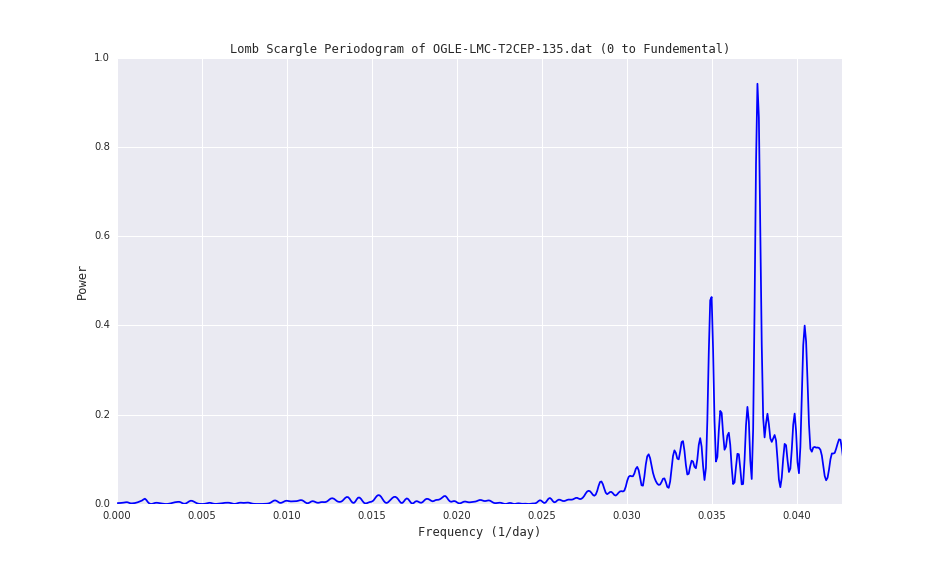 Lomb Scargle Periodogram of OGLE-LMC-T2CEP-135.dat (0 to Fundemental)
1.0
0.8
0.6
0.4
0.2
0.0
Power
0.000 0.005 0.010 0.015 0.020 0.025 0.030 0.035 0.040
Frequency (1/day)